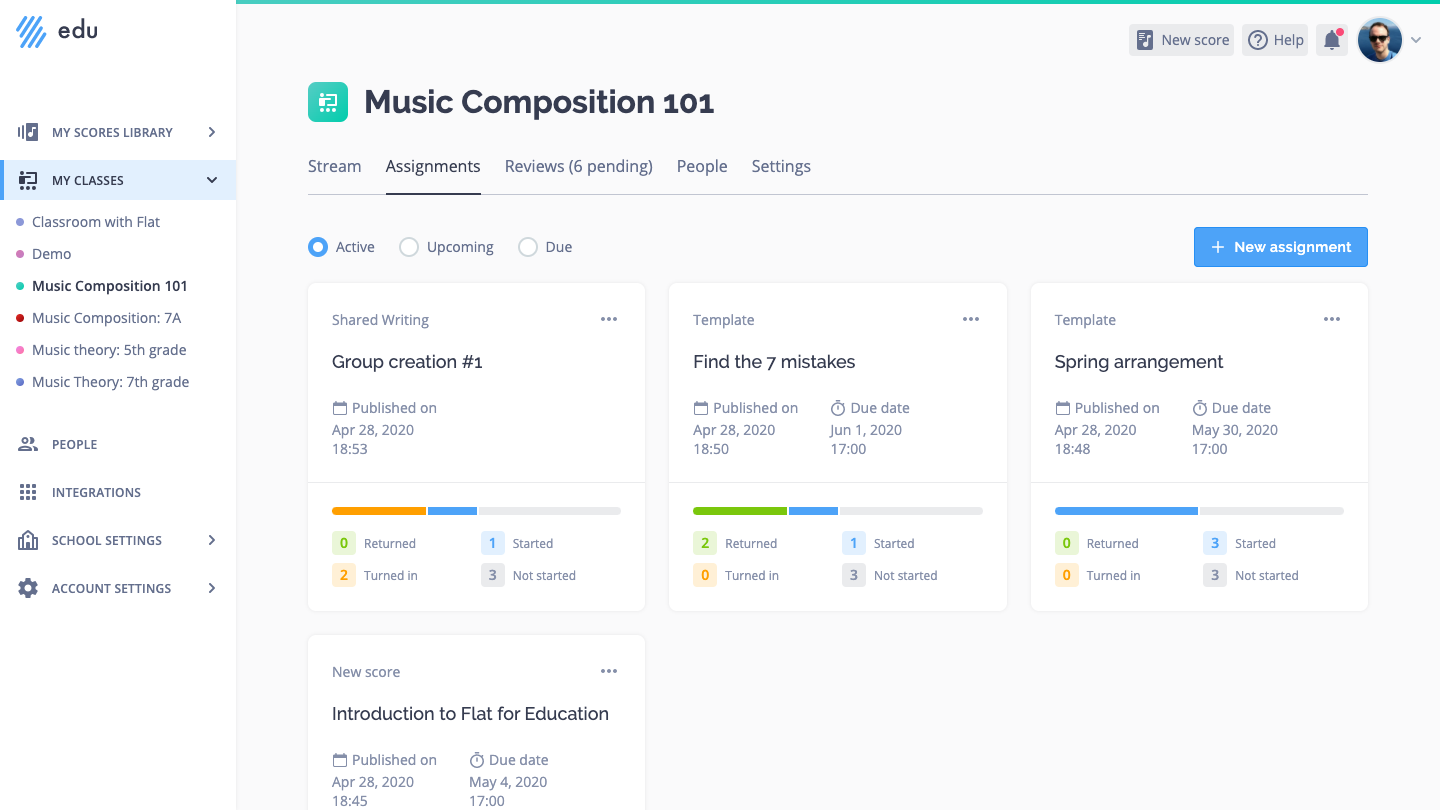 edu
MY SCORES LIBRARY
MY CLASSES
Classroom with Flat
Demo
Music Composition 101
Music Composition: 7A
Music theory: 5th grade
Music Theory: 7th grade
PEOPLE
INTEGRATIONS
SCHOOL SETTINGS
ACCOUNT SETTINGS
New score
Help
Music Composition 101
Stream Assignments Reviews (6 pending) People Settings
Active Upcoming Due
+ New assignment
Shared Writing
Group creation #1
Published on
Apr 28, 2020
18:53
0 Returned 1 Started
2 Turned in 3 Not started
Template
Find the 7 mistakes
Published on Due date
Apr 28, 2020 Jun 1, 2020
18:50 17:00
2 Returned 1 Started
0 Turned in 3 Not started
Template
Spring arrangement
Published on Due date
Apr 28, 2020 May 30, 2020
18:48 17:00
0 Returned 3 Started
0 Turned in 3 Not started
New score
Introduction to Flat for Education
Published on Due date
Apr 28, 2020 May 4, 2020
18:45 17:00